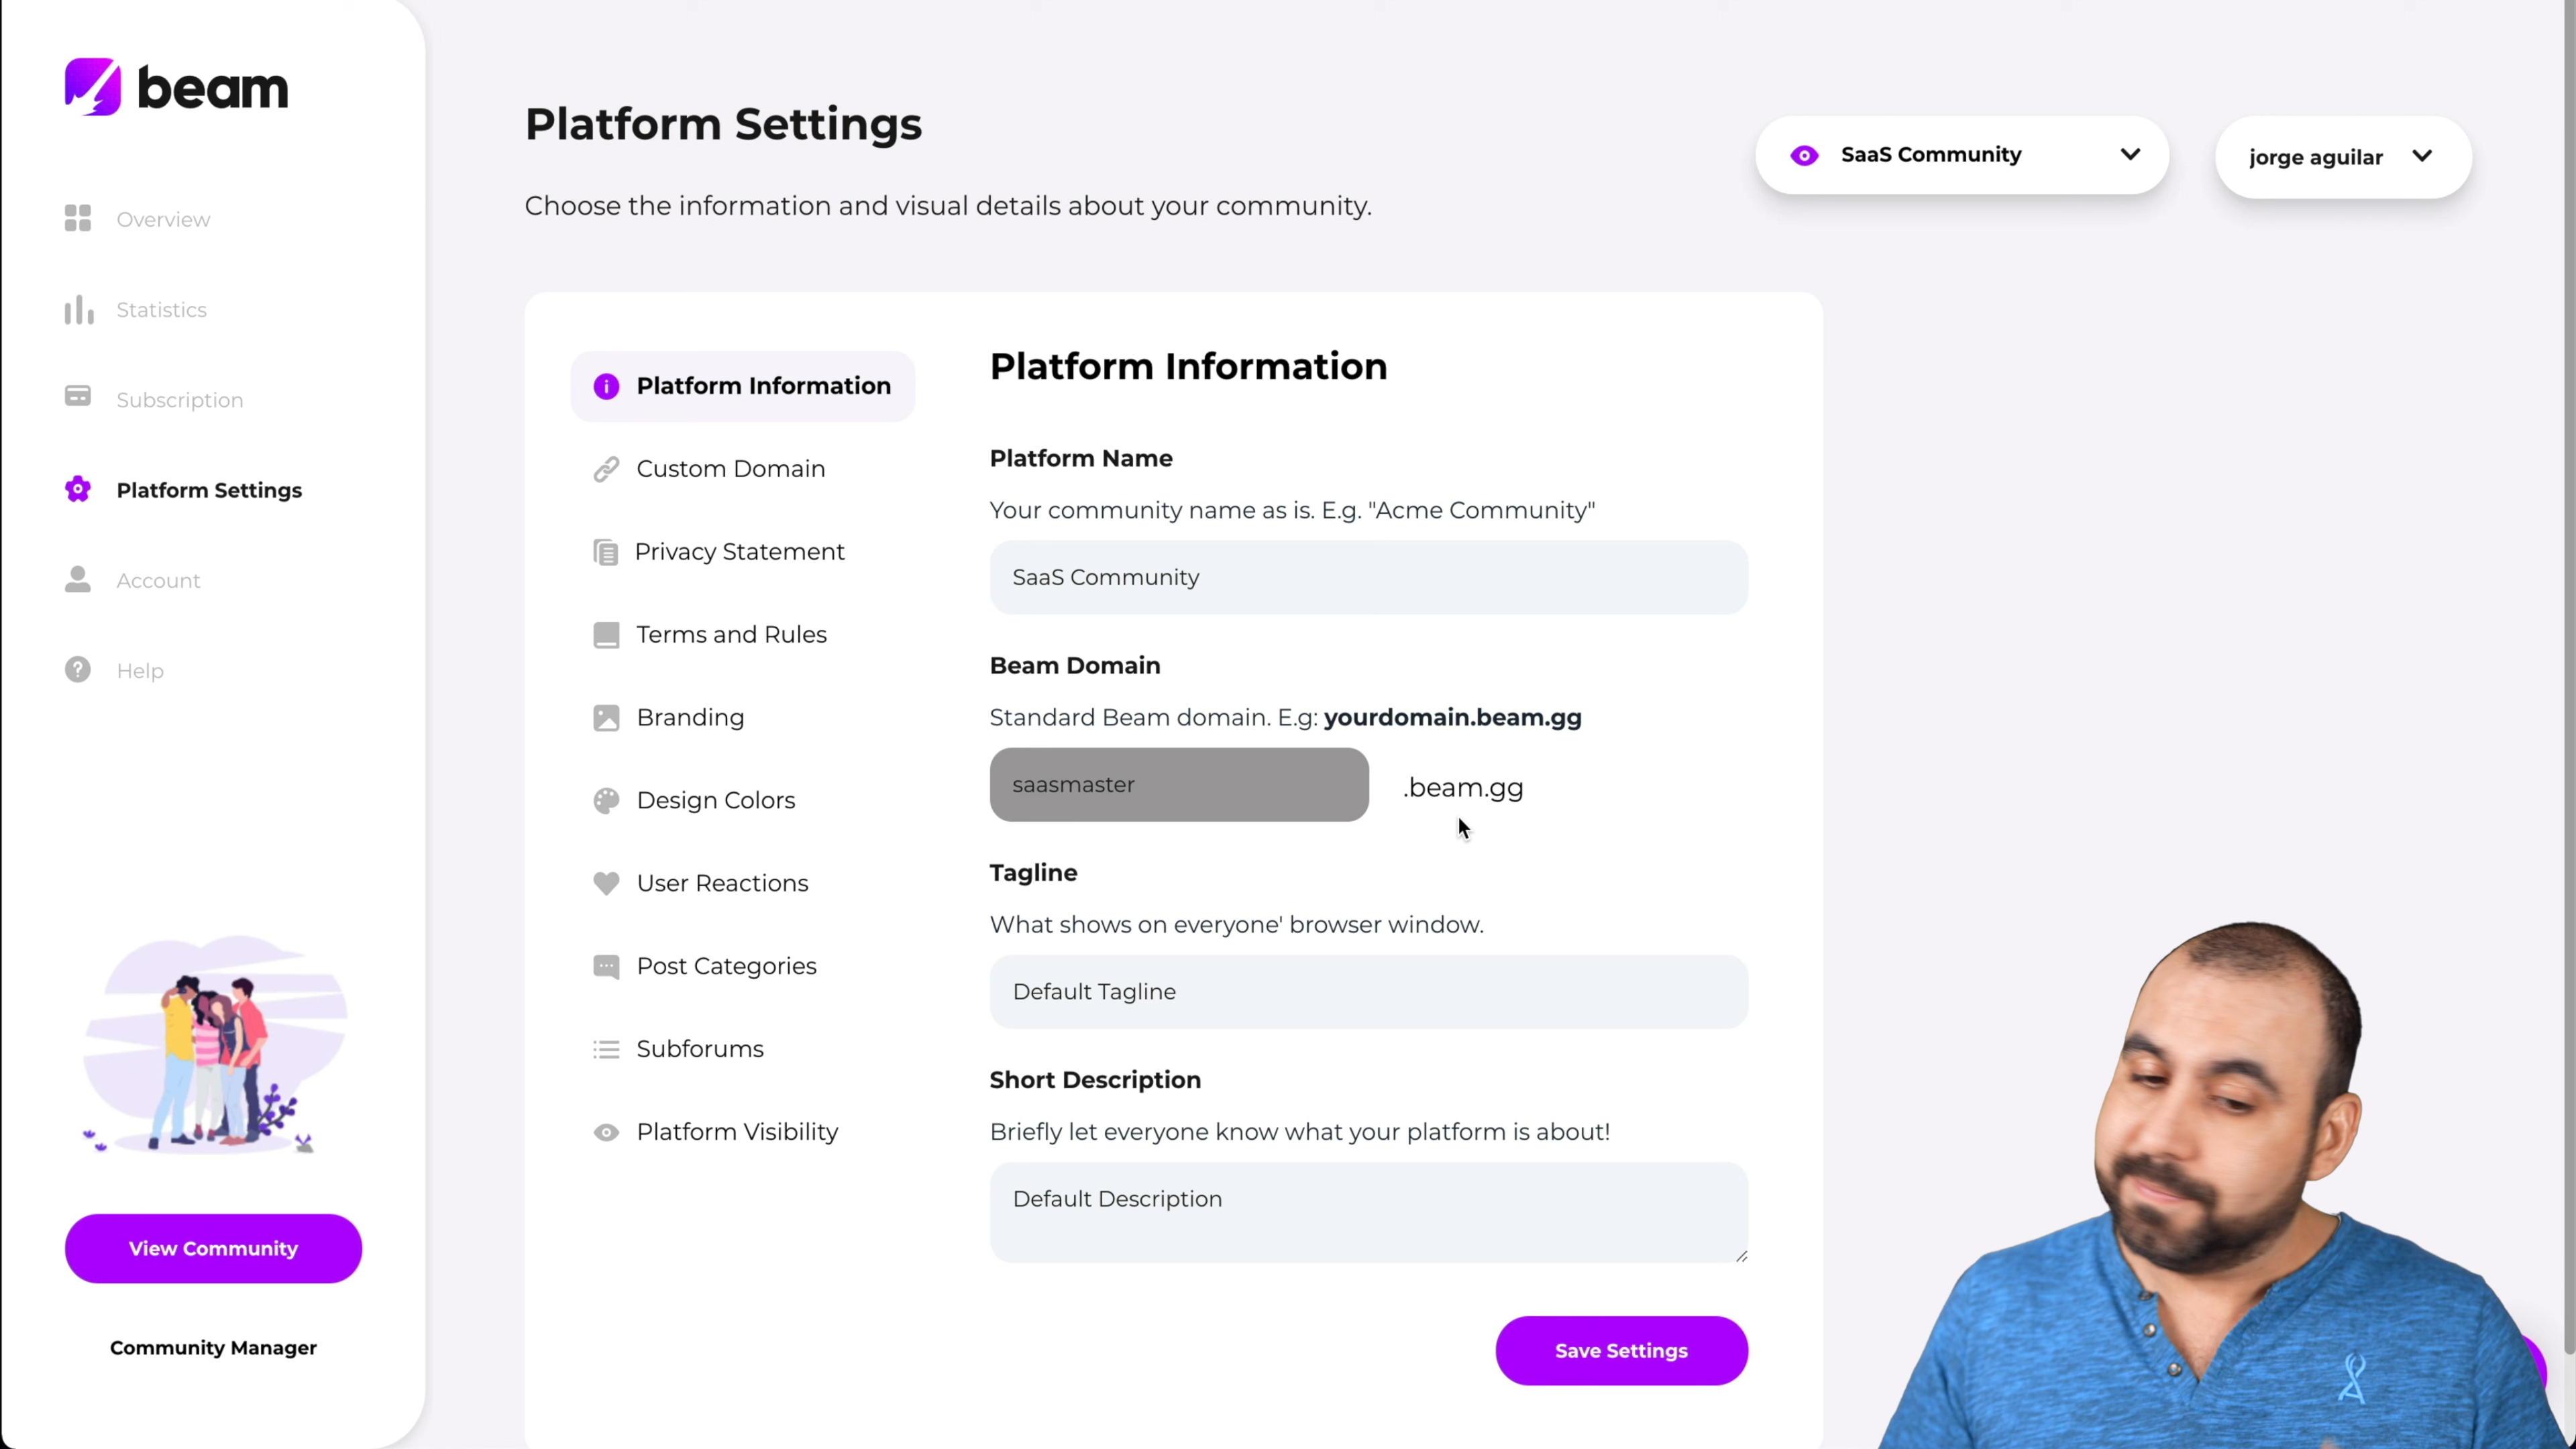 beam
Overview
Statistics
Subscription
Platform Settings
Account
Help
View Community
Community Manager
Platform Settings
Choose the information and visual details about your community.
SaaS Community
jorge aguilar
Platform Information
Custom Domain
Privacy Statement
Terms and Rules
Branding
Design Colors
User Reactions
Post Categories
Subforums
Platform Visibility
Platform Information
Platform Name
Your community name as is. E.g. "Acme Community"
SaaS Community
Beam Domain
Standard Beam domain. E.g: yourdomain.beam.gg
saasmaster .beam.gg
Tagline
What shows on everyone' browser window.
Default Tagline
Short Description
Briefly let everyone know what your platform is about!
Default Description
Save Settings